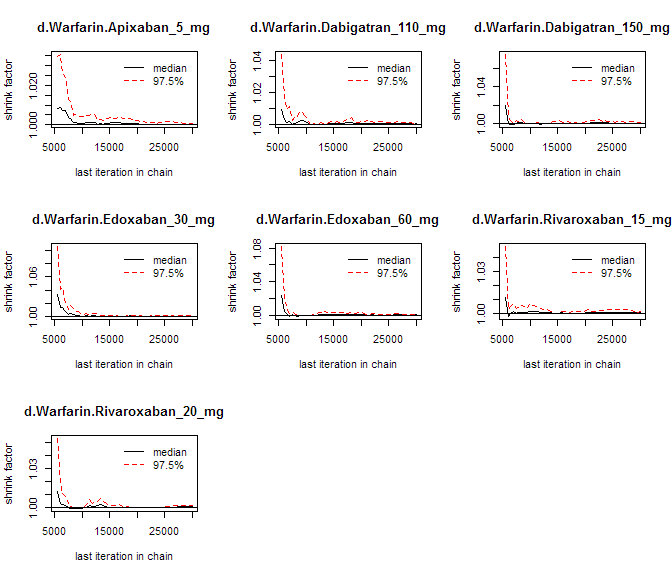 d.Warfarin.Apixaban_5_mg
shrink factor
1.000 1.020
median
97.5%
5000 15000 25000
last iteration in chain
d.Warfarin.Dabigatran_110_mg
shrink factor
1.00 1.02 1.04
median
97.5%
5000 15000 25000
last iteration in chain
d.Warfarin.Dabigatran_150_mg
shrink factor
1.00 1.04
median
97.5%
5000 15000 25000
last iteration in chain
d.Warfarin.Edoxaban_30_mg
shrink factor
1.00 1.06
median
97.5%
5000 15000 25000
last iteration in chain
d.Warfarin.Edoxaban_60_mg
shrink factor
1.00 1.04 1.08
median
97.5%
5000 15000 25000
last iteration in chain
d.Warfarin.Rivaroxaban_15_mg
shrink factor
1.00 1.03
median
97.5%
5000 15000 25000
last iteration in chain
d.Warfarin.Rivaroxaban_20_mg
shrink factor
1.00 1.03
median
97.5%
5000 15000 25000
last iteration in chain